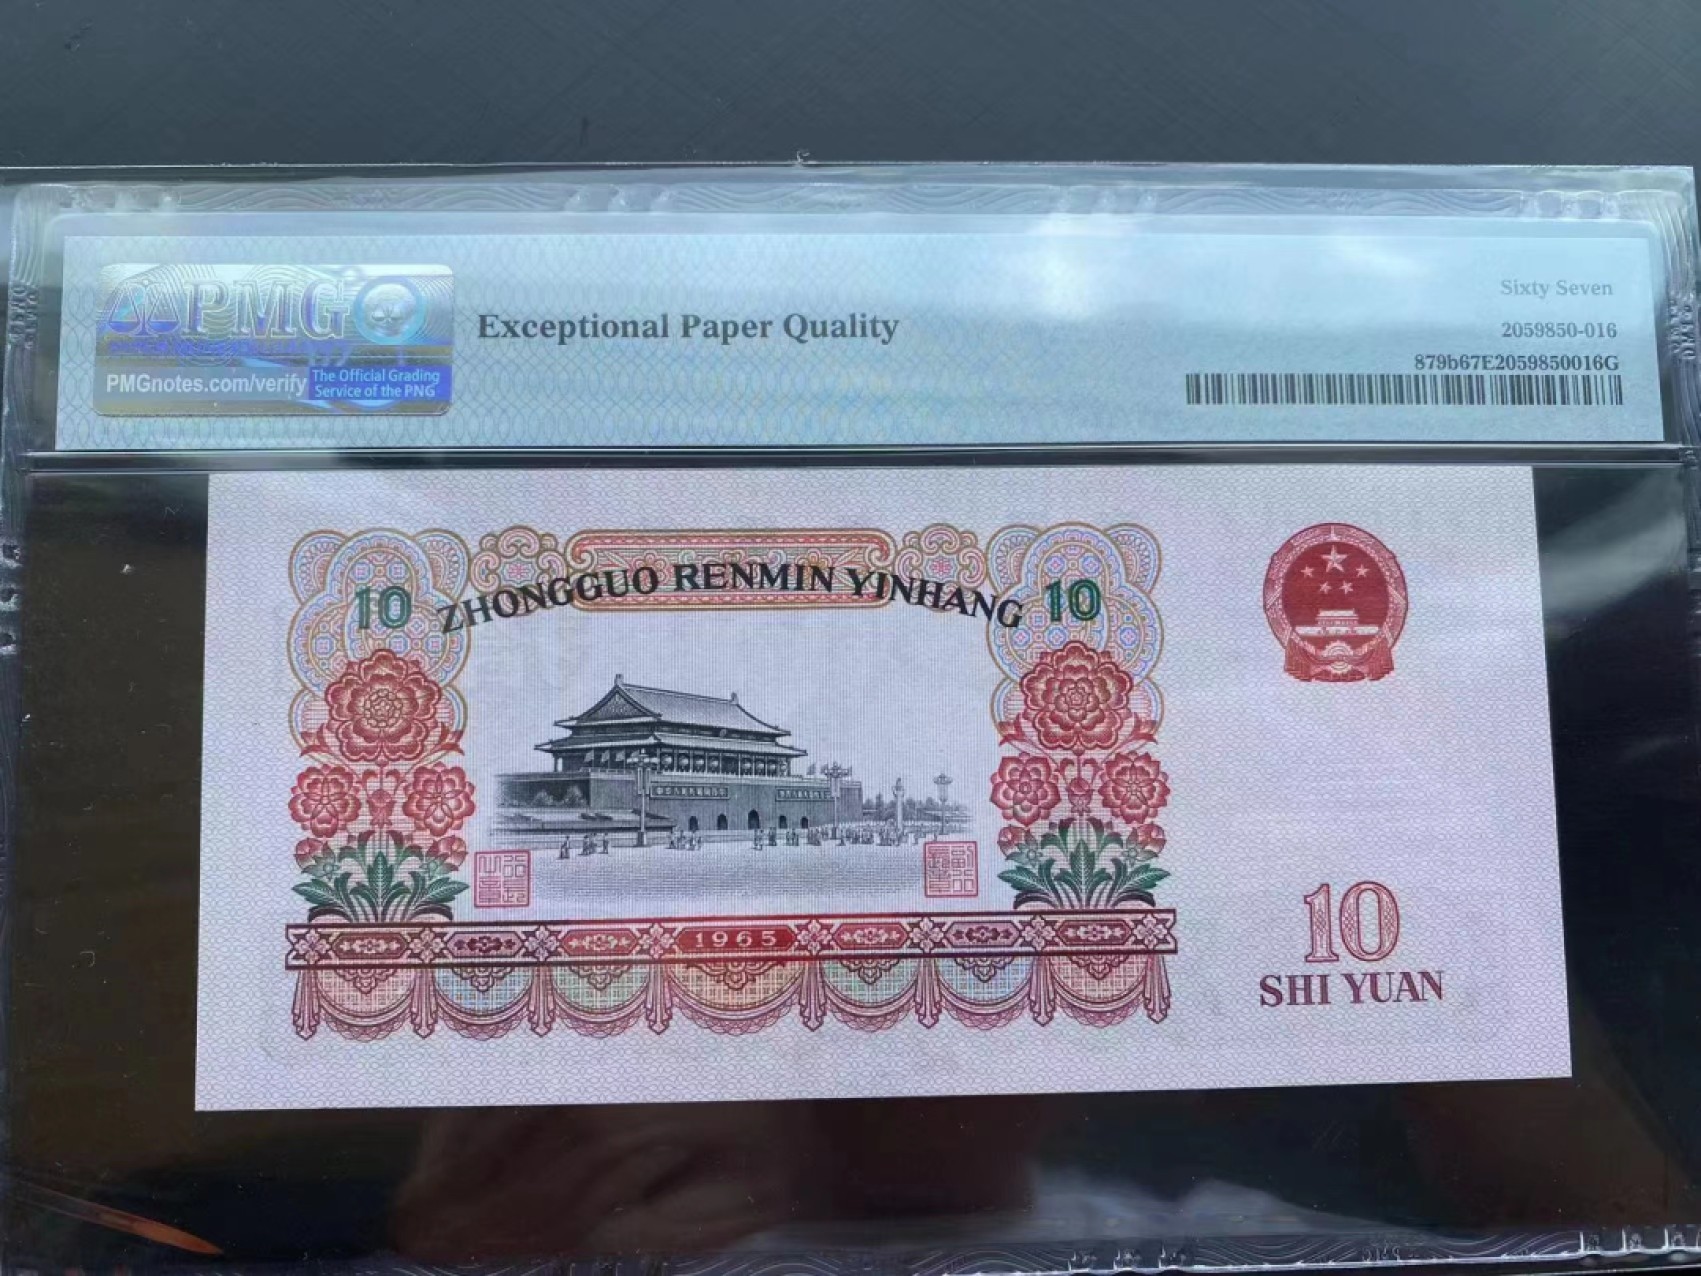 PMG
Exceptional Paper Quality
Sixty Seven
2059850-016
879b67E2059850016G
PMGnotes.com/verify
The Official Grading
Service of the PNG
10 ZHONGGUO RENMIN YINHANG 10
1965
10
SHI YUAN